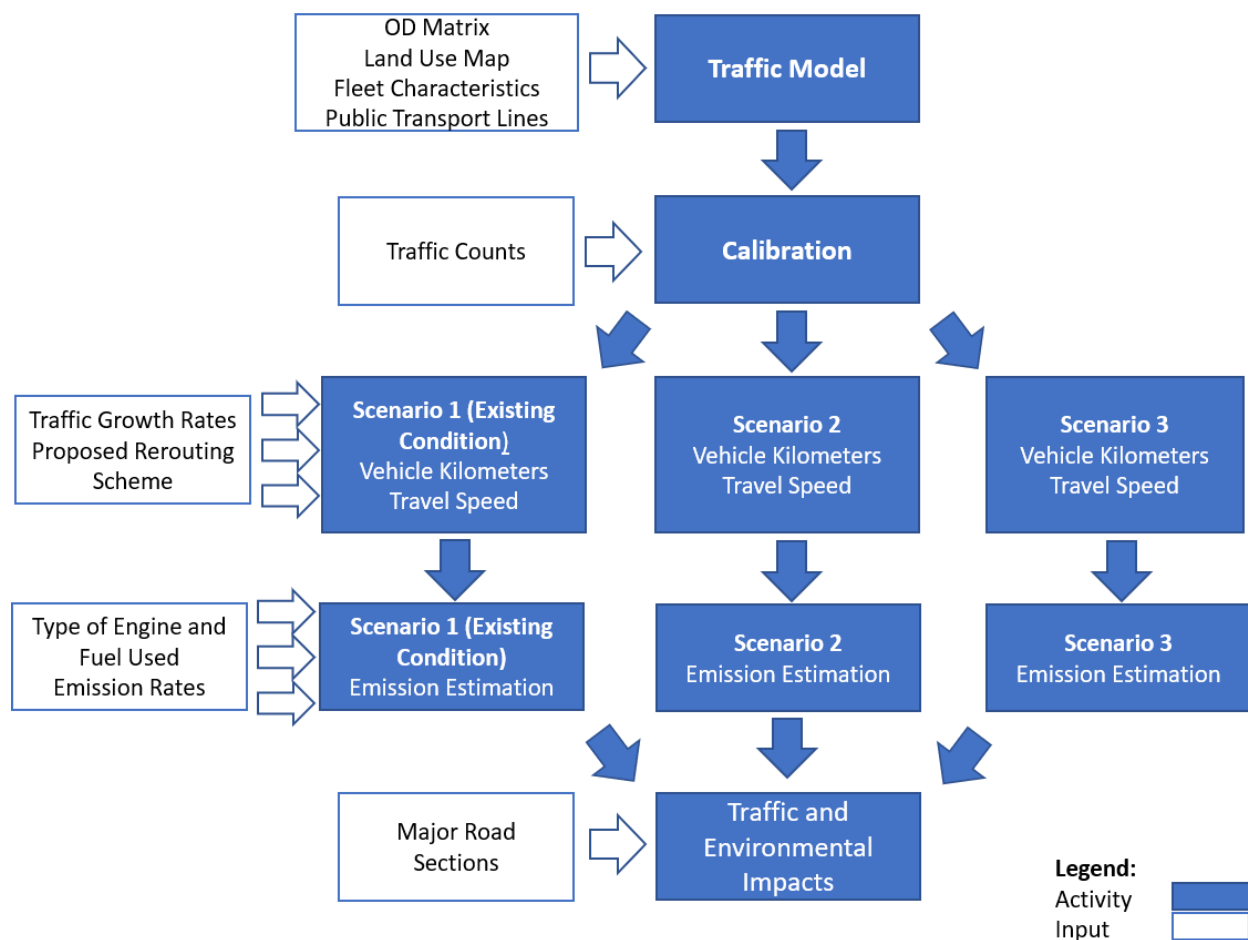 OD Matrix
Land Use Map
Fleet Characteristics
Public Transport Lines
Traffic Model
Traffic Counts
Calibration
Traffic Growth Rates
Proposed Rerouting
Scheme
Scenario 1 (Existing
Condition)
Vehicle Kilometers
Travel Speed
Scenario 2
Vehicle Kilometers
Travel Speed
Scenario 3
Vehicle Kilometers
Travel Speed
Type of Engine and
Fuel Used
Emission Rates
Scenario 1 (Existing
Condition)
Emission Estimation
Scenario 2
Emission Estimation
Scenario 3
Emission Estimation
Major Road
Sections
Traffic and
Environmental
Impacts
Legend:
Activity
Input